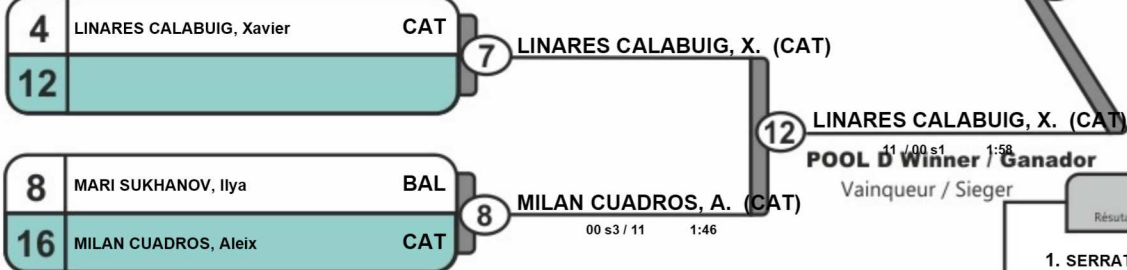 4 LINARES CALABUIG, Xavier CAT
12
7 LINARES CALABUIG, X. (CAT)
12 LINARES CALABUIG, X. (CAT)
11 / 00 s1 1:58
POOL D Winner / Ganador
Vainqueur / Sieger
8 MARI SUKHANOV, Ilya BAL
16 MILAN CUADROS, Aleix CAT
8 MILAN CUADROS, A. (CAT)
00 s3 / 11 1:46
1. SERRAT